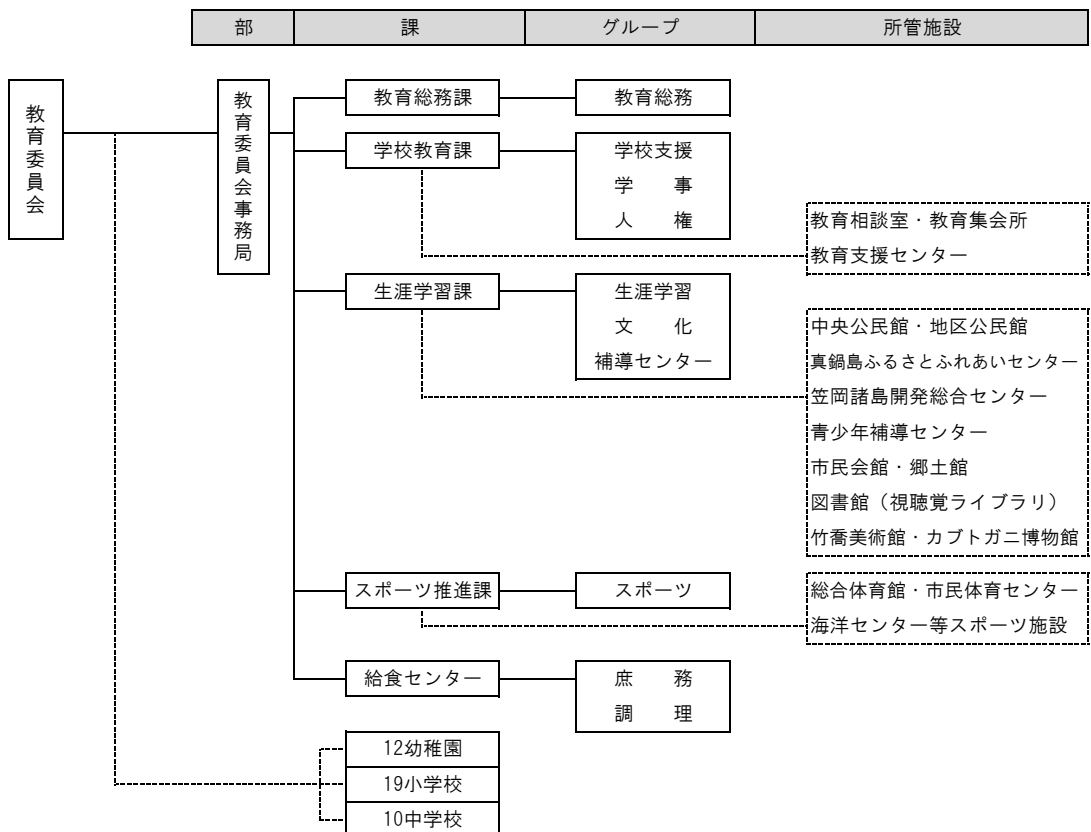 部 課 グループ 所管施設
教育委員会
教育委員会事務局
教育総務課 教育総務
学校教育課 学校支援
学　事
人　権
教育相談室・教育集会所
教育支援センター
生涯学習課 生涯学習
文　化
補導センター
中央公民館・地区公民館
真鍋島ふるさとふれあいセンター
笠岡諸島開発総合センター
青少年補導センター
市民会館・郷土館
図書館（視聴覚ライブラリ）
竹喬美術館・カブトガニ博物館
スポーツ推進課 スポーツ
総合体育館・市民体育センター
海洋センター等スポーツ施設
給食センター 庶　務
調　理
12幼稚園
19小学校
10中学校